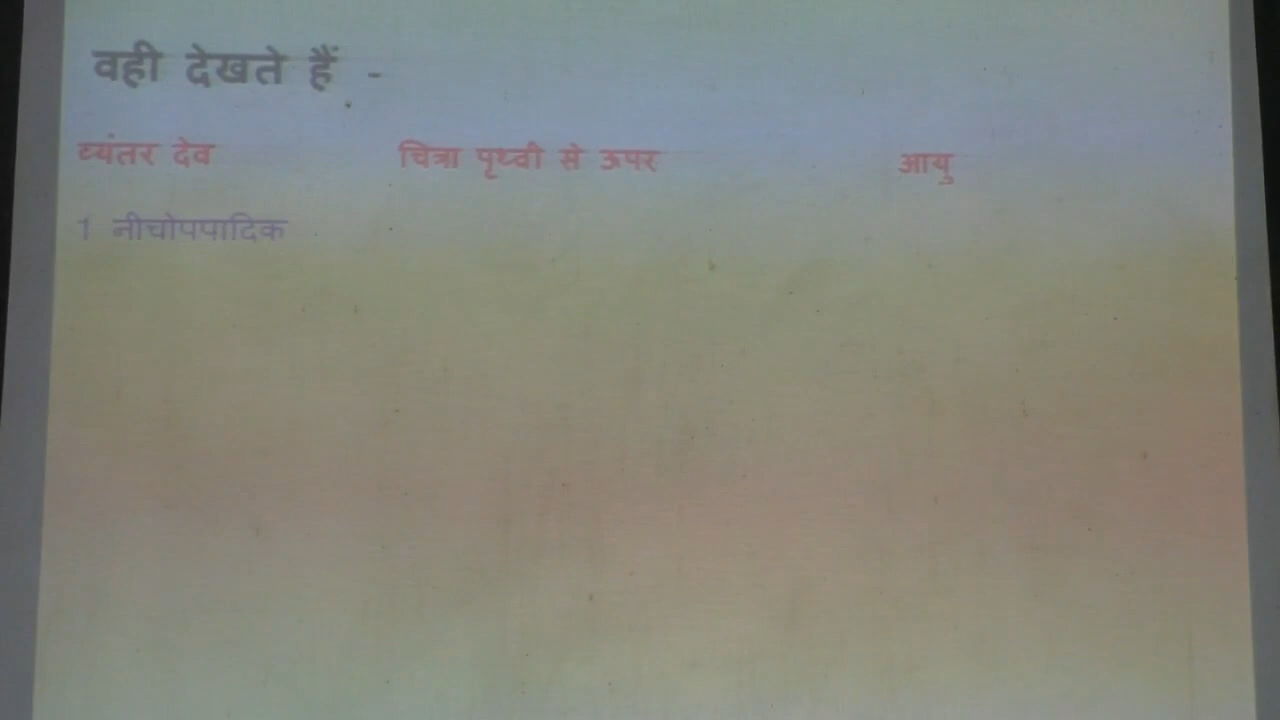 वही देखते हैं -
व्यंतर देव चित्रा पृथ्वी से ऊपर आयु
1 नीचोपपादिक